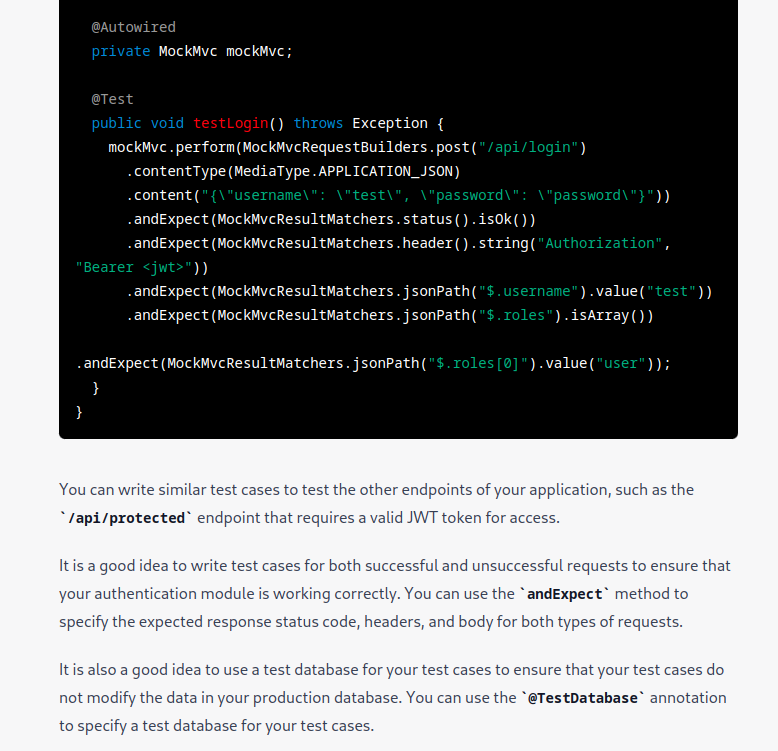 @Autowired
private MockMvc mockMvc;
@Test
public void testLogin() throws Exception {
mockMvc.perform(MockMvcRequestBuilders.post("/api/login")
.contentType(MediaType.APPLICATION_JSON)
.content("{\"username\": \"test\", \"password\": \"password\"}"))
.andExpect(MockMvcResultMatchers.status().isOk())
.andExpect(MockMvcResultMatchers.header().string("Authorization",
"Bearer <jwt>"))
.andExpect(MockMvcResultMatchers.jsonPath("$.username").value("test"))
.andExpect(MockMvcResultMatchers.jsonPath("$.roles").isArray())
.andExpect(MockMvcResultMatchers.jsonPath("$.roles[0]").value("user"));
}
}
You can write similar test cases to test the other endpoints of your application, such as the
`/api/protected` endpoint that requires a valid JWT token for access.
It is a good idea to write test cases for both successful and unsuccessful requests to ensure that
your authentication module is working correctly. You can use the `andExpect` method to
specify the expected response status code, headers, and body for both types of requests.
It is also a good idea to use a test database for your test cases to ensure that your test cases do
not modify the data in your production database. You can use the `@TestDatabase` annotation
to specify a test database for your test cases.